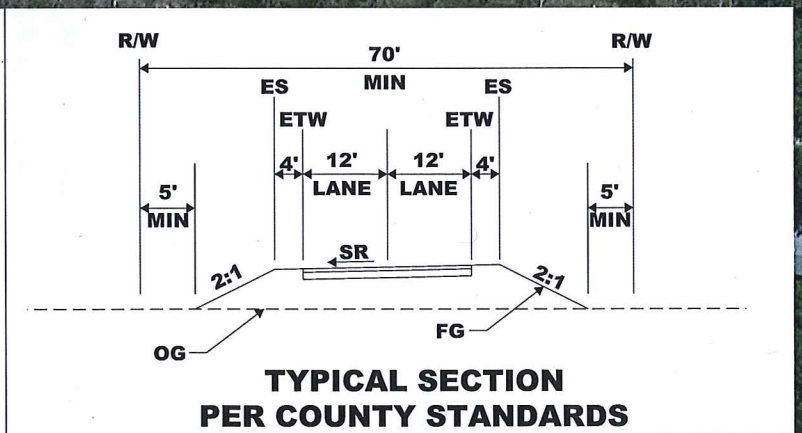 R/W
R/W
70'
MIN
ES
ES
ETW
ETW
4'
12'
12'
4'
LANE
LANE
5'
MIN
5'
MIN
SR
2:1
2:1
OG
FG
TYPICAL SECTION
PER COUNTY STANDARDS